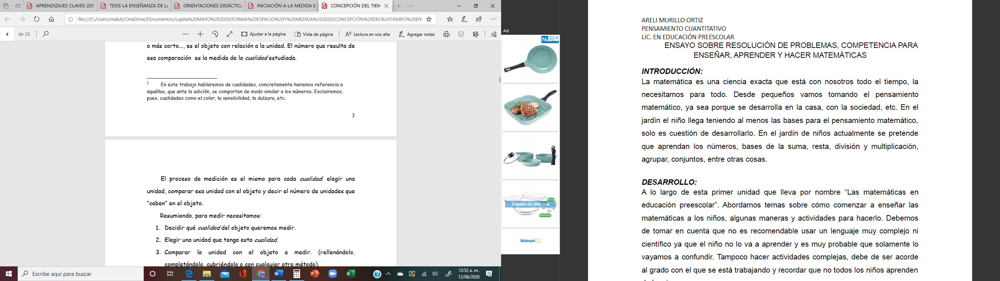 APRENDIZAJES CLAVES 201
TESIS LA ENSEÑANZA DE LA
ORIENTACIONES DIDÁCTICA
INICIACIÓN A LA MEDIDA E
CONCEPCIÓN DEL TIEM
file:///C:/Users/maluh/OneDrive/Documentos/Lupita%20MAYO%202020/FORMA%20ESPACIO%20Y%20MEDIDA%202020/CONCEPCIÓN%20DEL%20TIEMPO%20EN
4 de 20
Ajustar a la página
Vista de página
Lectura en voz alta
Agregar notas
o más corto..., es el objeto con relación a la unidad. El número que resulta de
esa comparación es la medida de la cualidad estudiada.
2 En este trabajo hablaremos de cualidades, concretamente haremos referencia a
aquéllas, que ante la adición, se comportan de modo similar a los números. Excluiremos,
pues, cualidades como el color, la sensibilidad, la dulzura, etc.
3
El proceso de medición es el mismo para cada cualidad: elegir una
unidad, comparar esa unidad con el objeto y decir el número de unidades que
“caben” en el objeto.
Resumiendo, para medir necesitamos:
1. Decidir qué cualidad del objeto queremos medir.
2. Elegir una unidad que tenga esta cualidad.
3. Comparar la unidad con el objeto a medir. (rellenándolo,
completándolo, cubriéndolo o con cualquier otro método).
Escribe aquí para buscar
12:52 a. m.
12/06/2020
Ad
Bajada de precios
Walmart
ARELI MURILLO ORTIZ
PENSAMIENTO CUANTITATIVO
LIC. EN EDUCACIÓN PREESCOLAR
ENSAYO SOBRE RESOLUCIÓN DE PROBLEMAS, COMPETENCIA PARA
ENSEÑAR, APRENDER Y HACER MATEMÁTICAS
INTRODUCCIÓN:
La matemática es una ciencia exacta que está con nosotros todo el tiempo, la
necesitamos para todo. Desde pequeños vamos tomando el pensamiento
matemático, ya sea porque se desarrolla en la casa, con la sociedad, etc. En el
jardín el niño llega teniendo al menos las bases para el pensamiento matemático,
solo es cuestión de desarrollarlo. En el jardín de niños actualmente se pretende
que aprendan los números, bases de la suma, resta, división y multiplicación,
agrupar, conjuntos, entre otras cosas.
DESARROLLO:
A lo largo de esta primer unidad que lleva por nombre “Las matemáticas en
educación preescolar”. Abordamos temas sobre cómo comenzar a enseñar las
matemáticas a los niños, algunas maneras y actividades para hacerlo. Debemos
de tomar en cuenta que no es recomendable usar un lenguaje muy complejo ni
científico ya que el niño no lo va a aprender y es muy probable que solamente lo
vayamos a confundir. Tampoco hacer actividades complejas, debe de ser acorde
al grado con el que se está trabajando y recordar que no todos los niños aprenden